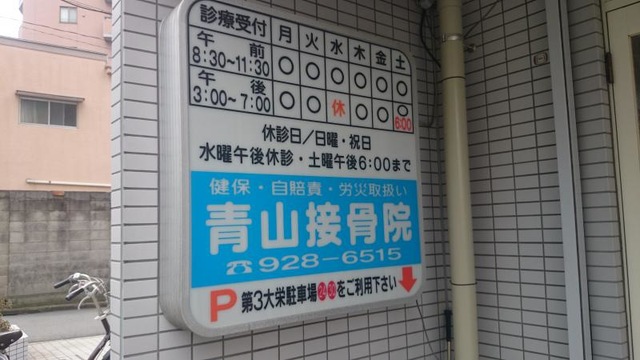 診療受付 月 火 水 木 金 土
午前 8:30~11:30 ○ ○ ○ ○ ○ ○
午後 3:00~7:00 ○ ○ 休 ○ ○ ○ 6:00
休診日/日曜・祝日
水曜午後休診・土曜午後6:00まで
健保・自賠責・労災取扱い
青山接骨院
☎928-6515
P 第3大栄駐車場をご利用下さい